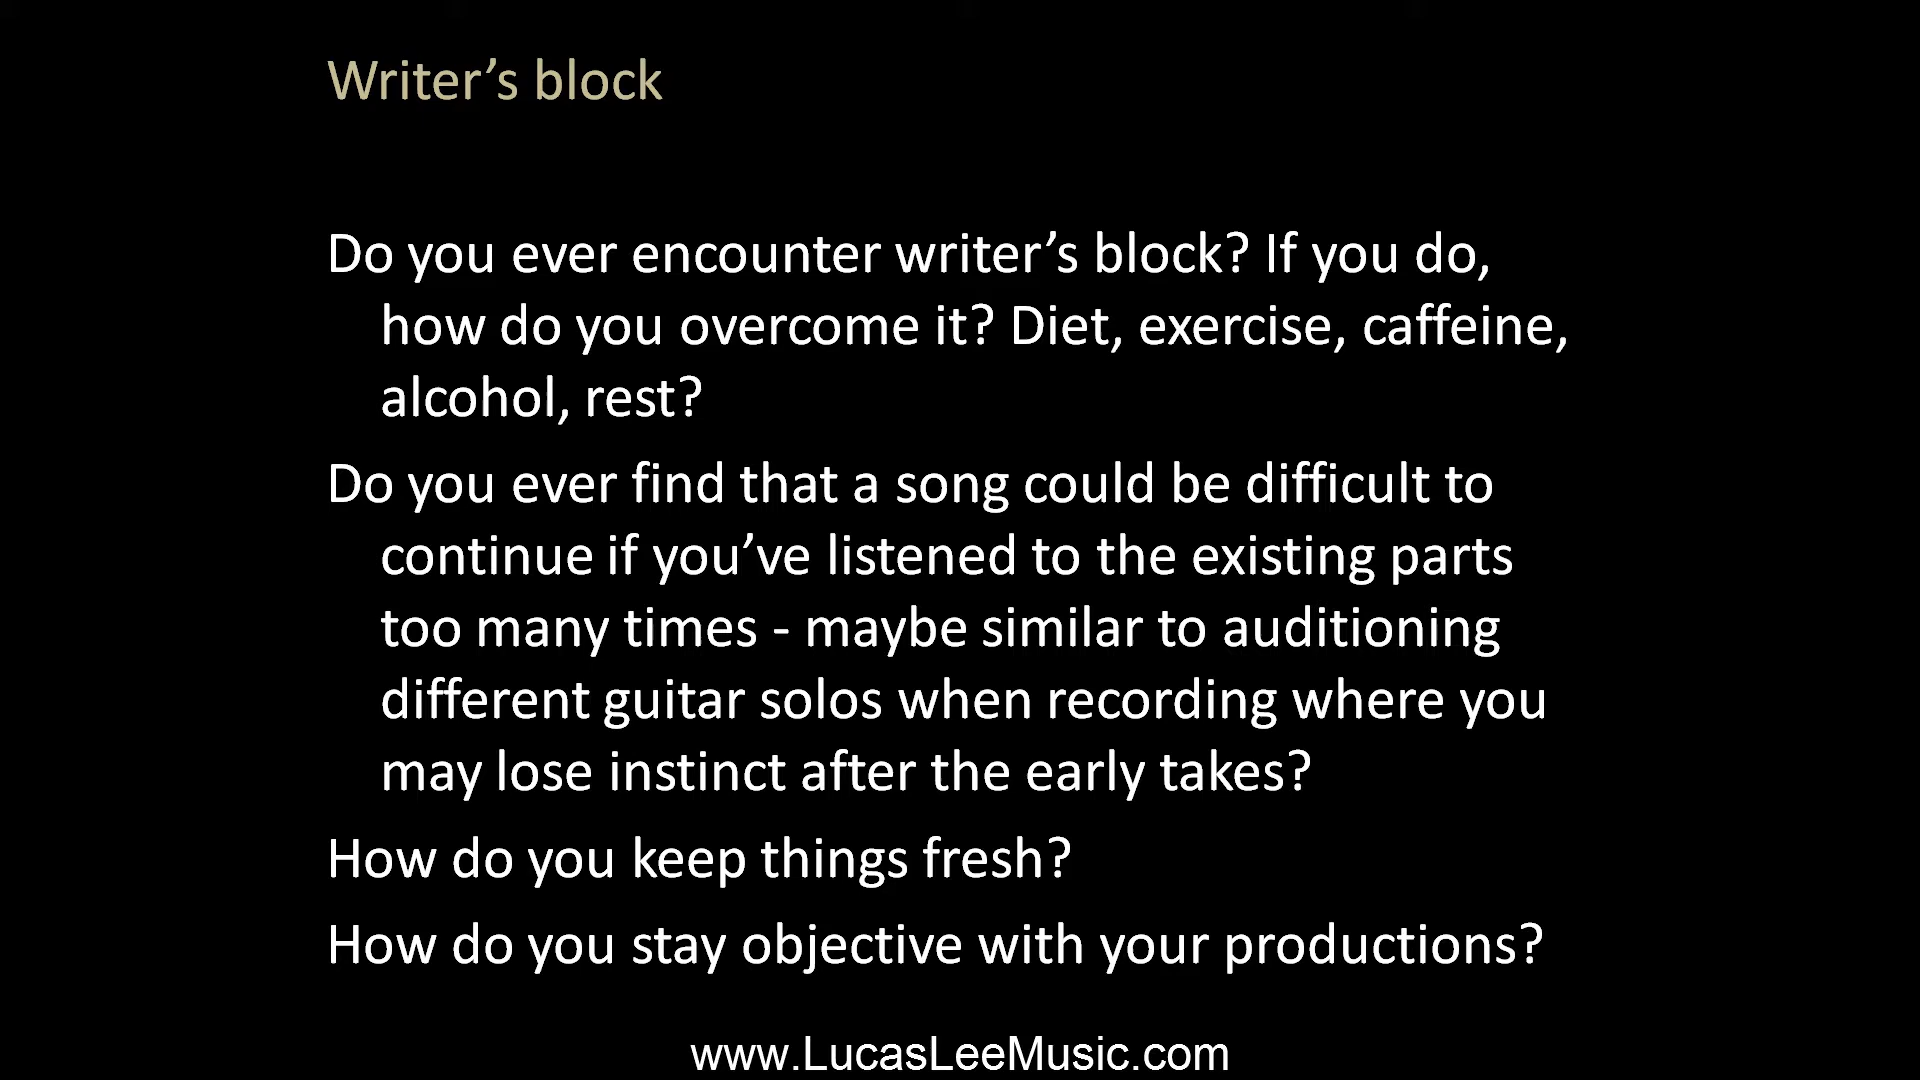 Writer’s block
Do you ever encounter writer’s block? If you do,
how do you overcome it? Diet, exercise, caffeine,
alcohol, rest?
Do you ever find that a song could be difficult to
continue if you’ve listened to the existing parts
too many times - maybe similar to auditioning
different guitar solos when recording where you
may lose instinct after the early takes?
How do you keep things fresh?
How do you stay objective with your productions?
www.LucasLeeMusic.com